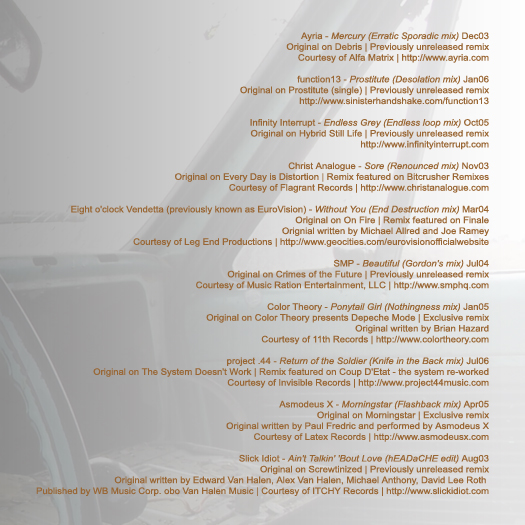 Ayria - Mercury (Erratic Sporadic mix) Dec03
Original on Debris | Previously unreleased remix
Courtesy of Alfa Matrix | http://www.ayria.com
function13 - Prostitute (Desolation mix) Jan06
Original on Prostitute (single) | Previously unreleased remix
http://www.sinisterhandshake.com/function13
Infinity Interrupt - Endless Grey (Endless loop mix) Oct05
Original on Hybrid Still Life | Previously unreleased remix
http://www.infinityinterrupt.com
Christ Analogue - Sore (Renounced mix) Nov03
Original on Every Day is Distortion | Remix featured on Bitcrusher Remixes
Courtesy of Flagrant Records | http://www.christanalogue.com
Eight o'clock Vendetta (previously known as EuroVision) - Without You (End Destruction mix) Mar04
Original on On Fire | Remix featured on Finale
Orignial written by Michael Allred and Joe Ramey
Courtesy of Leg End Productions | http://www.geocities.com/eurovisionofficialwebsite
SMP - Beautiful (Gordon's mix) Jul04
Original on Crimes of the Future | Previously unreleased remix
Courtesy of Music Ration Entertainment, LLC | http://www.smphq.com
Color Theory - Ponytail Girl (Nothingness mix) Jan05
Original on Color Theory presents Depeche Mode | Exclusive remix
Original written by Brian Hazard
Courtesy of 11th Records | http://www.colortheory.com
project .44 - Return of the Soldier (Knife in the Back mix) Jul06
Original on The System Doesn't Work | Remix featured on Coup D'Etat - the system re-worked
Courtesy of Invisible Records | http://www.project44music.com
Asmodeus X - Morningstar (Flashback mix) Apr05
Original on Morningstar | Exclusive remix
Original written by Paul Fredric and performed by Asmodeus X
Courtesy of Latex Records | http://www.asmodeusx.com
Slick Idiot - Ain't Talkin' 'Bout Love (hEADaCHE edit) Aug03
Original on Screwtinized | Previously unreleased remix
Original written by Edward Van Halen, Alex Van Halen, Michael Anthony, David Lee Roth
Published by WB Music Corp. obo Van Halen Music | Courtesy of ITCHY Records | http://www.slickidiot.com